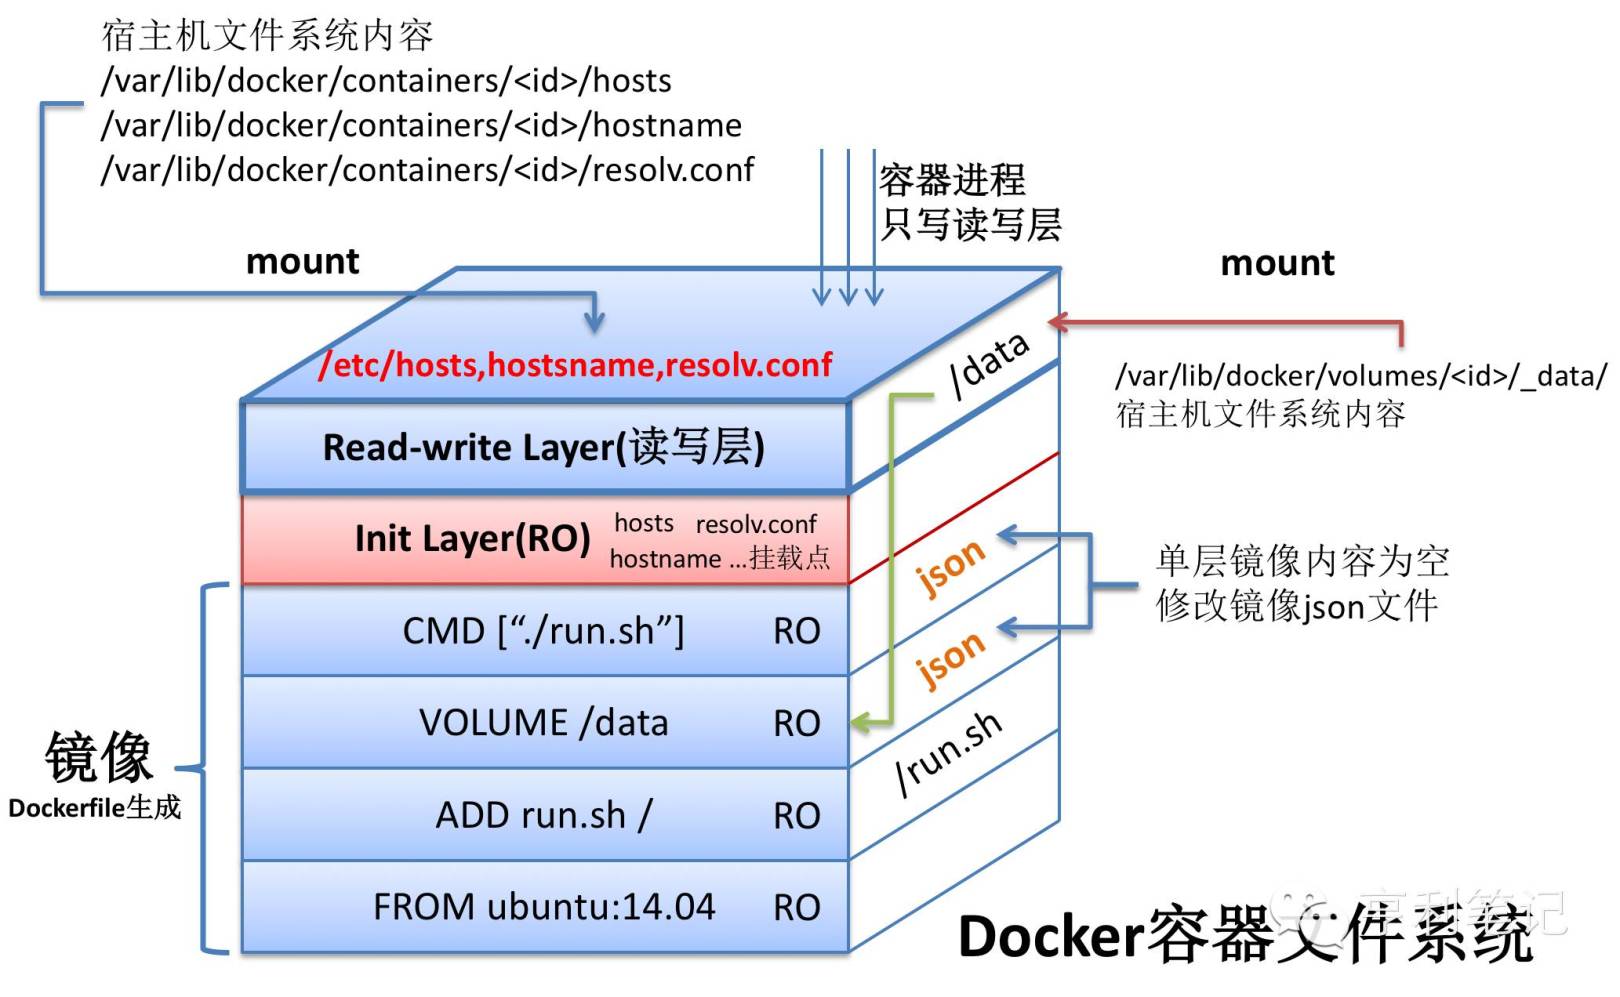 宿主机文件系统内容
/var/lib/docker/containers/<id>/hosts
/var/lib/docker/containers/<id>/hostname
/var/lib/docker/containers/<id>/resolv.conf
容器进程
只写读写层
mount
mount
/etc/hosts,hostsname,resolv.conf
/data
/var/lib/docker/volumes/<id>/_data/
宿主机文件系统内容
Read-write Layer(读写层)
Init Layer(RO)
hosts resolv.conf
hostname ...挂载点
json
单层镜像内容为空
修改镜像json文件
CMD [“./run.sh”] RO
json
VOLUME /data RO
/run.sh
镜像
Dockerfile生成
ADD run.sh / RO
FROM ubuntu:14.04 RO
亨利笔记
Docker容器文件系统